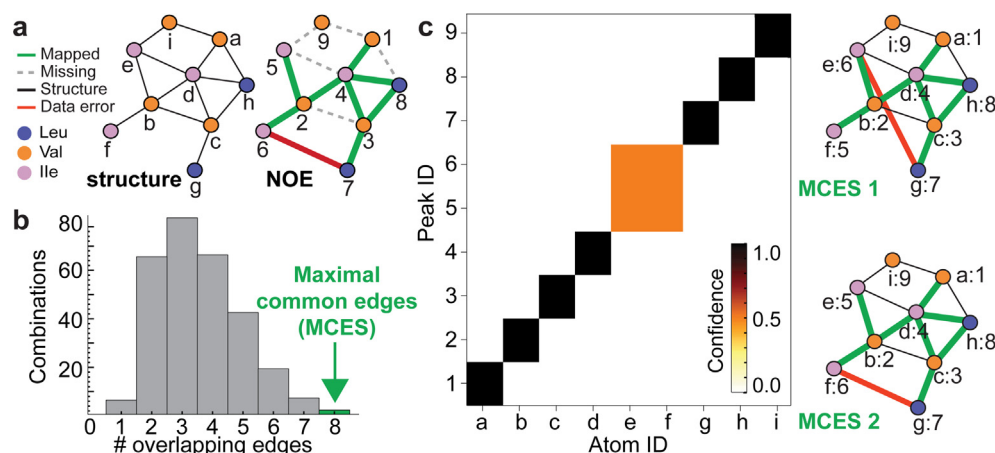 a
Mapped
Missing
Structure
Data error
Leu
Val
Ile
i
a
e
d
h
b
c
f
g
structure
9
1
5
4
8
2
3
6
7
NOE
b
Combinations
80
60
40
20
0 1 2 3 4 5 6 7 8
# overlapping edges
Maximal
common edges
(MCES)
c
Peak ID
9
8
7
6
5
4
3
2
1
a b c d e f g h i
Atom ID
Confidence
1.0
0.5
0.0
i:9
a:1
e:6
d:4
h:8
b:2
c:3
f:5
g:7
MCES 1
i:9
a:1
e:5
d:4
h:8
b:2
c:3
f:6
g:7
MCES 2